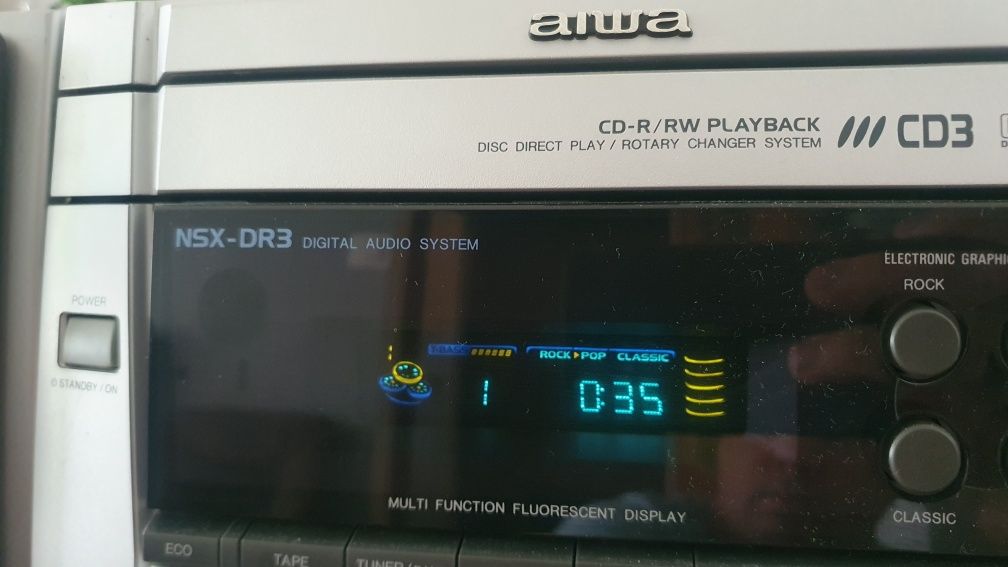 aiwa
CD-R/RW PLAYBACK
DISC DIRECT PLAY / ROTARY CHANGER SYSTEM
CD3
NSX-DR3 DIGITAL AUDIO SYSTEM
ELECTRONIC GRAPHI
ROCK
POWER
STANDBY / ON
T-BASS
ROCK POP CLASSIC
1 0:35
MULTI FUNCTION FLUORESCENT DISPLAY
CLASSIC
ECO
TAPE